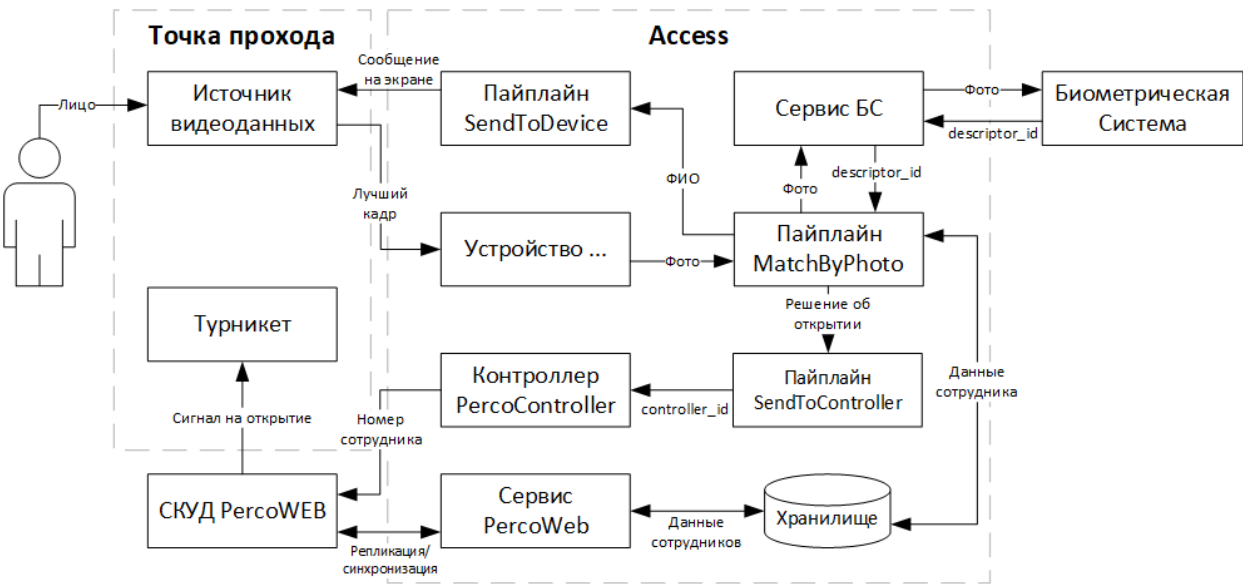 Точка прохода
Access
Лицо
Источник
видеоданных
Сообщение
на экране
Пайплайн
SendToDevice
Сервис БС
Фото
descriptor_id
Биометрическая
Система
Лучший
кадр
ФИО
Фото
descriptor_id
Устройство ...
Фото
Пайплайн
MatchByPhoto
Турникет
Решение об
открытии
Сигнал на открытие
Контроллер
PercoController
controller_id
Пайплайн
SendToController
Данные
сотрудника
Номер
сотрудника
СКУД PercoWEB
Репликация/
синхронизация
Сервис
PercoWeb
Данные
сотрудников
Хранилище